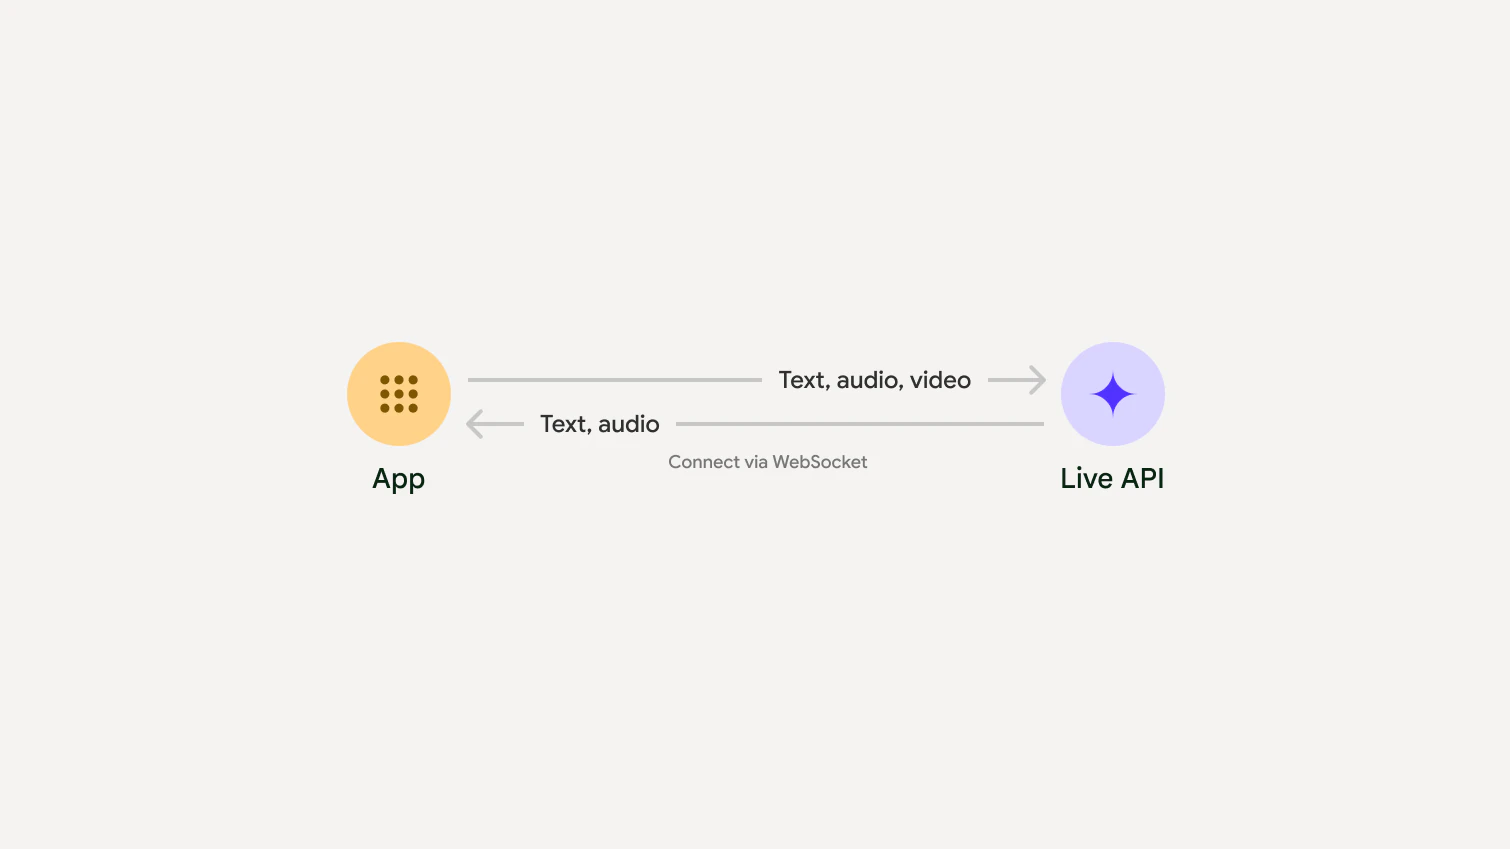 Text, audio, video
Text, audio
Connect via WebSocket
App
Live API